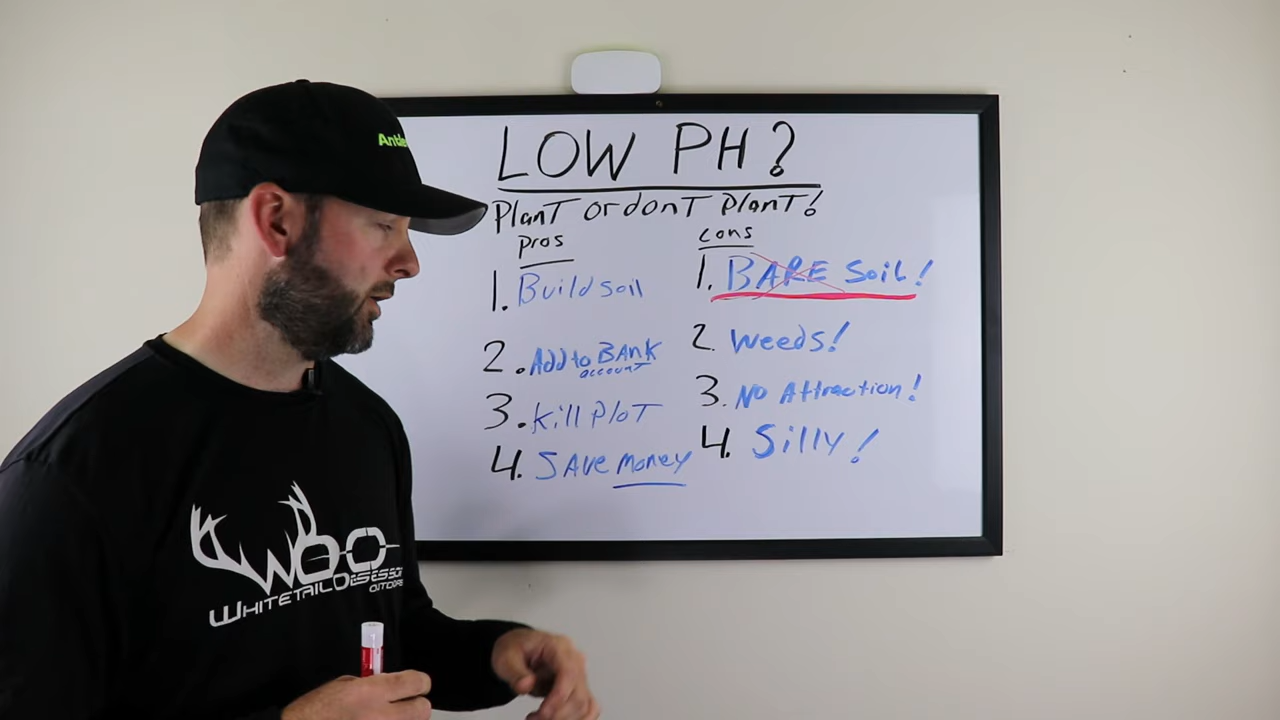 LOW PH?
PlanT or donT PlanT!
Pros
1. Build soil
2. Add to BAnK
account
3. Kill PloT
4. SAve money
Cons
1. BARE SoiL!
2. Weeds!
3. No Attraction!
4. Silly!
WOO
WHITETAIL OBSESSION
OUTDOORS